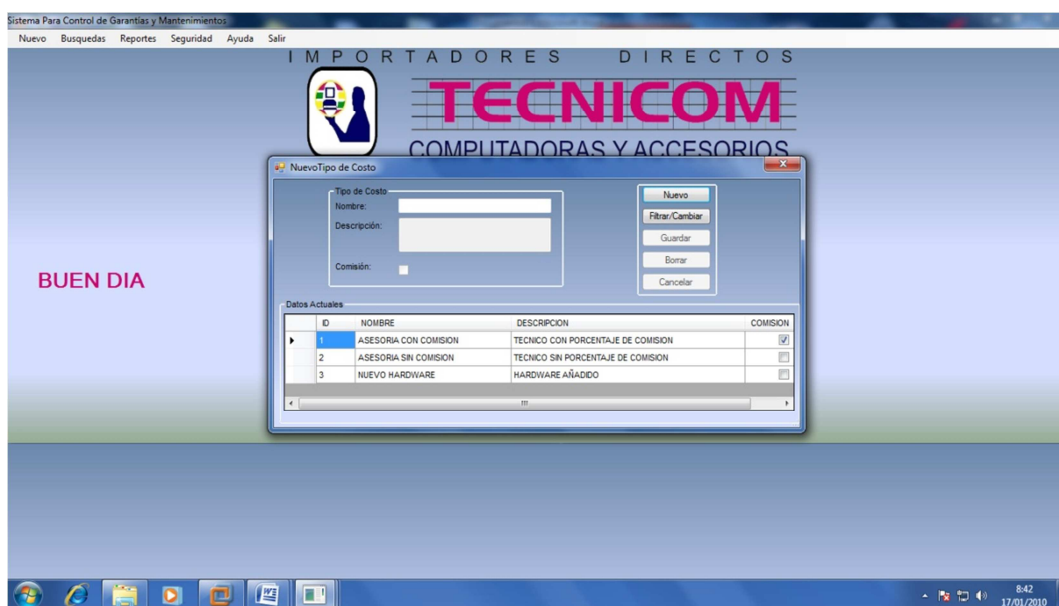 Sistema Para Control de Garantías y Mantenimientos
Nuevo Busquedas Reportes Seguridad Ayuda Salir
IMPORTADORES DIRECTOS
TECNICOM
COMPUTADORAS Y ACCESORIOS
NuevoTipo de Costo
Tipo de Costo
Nombre:
Descripción:
Comisión:
Nuevo
Filtrar/Cambiar
Guardar
Borrar
Cancelar
BUEN DIA
Datos Actuales
ID NOMBRE DESCRIPCION COMISION
1 ASESORIA CON COMISION TECNICO CON PORCENTAJE DE COMISION
2 ASESORIA SIN COMISION TECNICO SIN PORCENTAJE DE COMISION
3 NUEVO HARDWARE HARDWARE AÑADIDO
8:42
17/01/2010